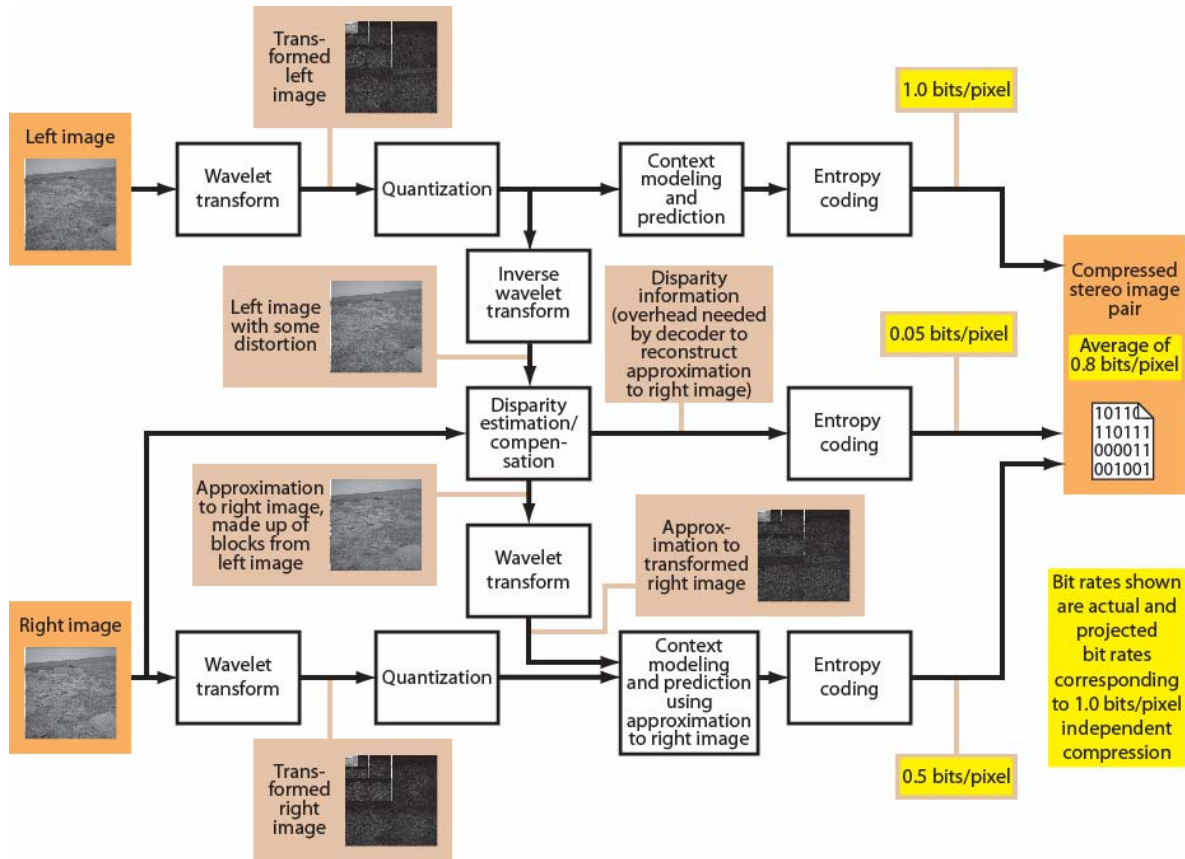 Trans-
formed
left
image
1.0 bits/pixel
Left image
Wavelet
transform
Quantization
Context
modeling
and
prediction
Entropy
coding
Inverse
wavelet
transform
Left image
with some
distortion
Disparity
information
(overhead needed
by decoder to
reconstruct
approximation
to right image)
0.05 bits/pixel
Compressed
stereo image
pair
Average of
0.8 bits/pixel
10110
110111
000011
001001
Disparity
estimation/
compen-
sation
Entropy
coding
Approximation
to right image,
made up of
blocks from
left image
Wavelet
transform
Approx-
imation to
transformed
right image
Right image
Wavelet
transform
Quantization
Context
modeling
and prediction
using
approximation
to right image
Entropy
coding
Bit rates shown
are actual and
projected
bit rates
corresponding
to 1.0 bits/pixel
independent
compression
Trans-
formed
right
image
0.5 bits/pixel